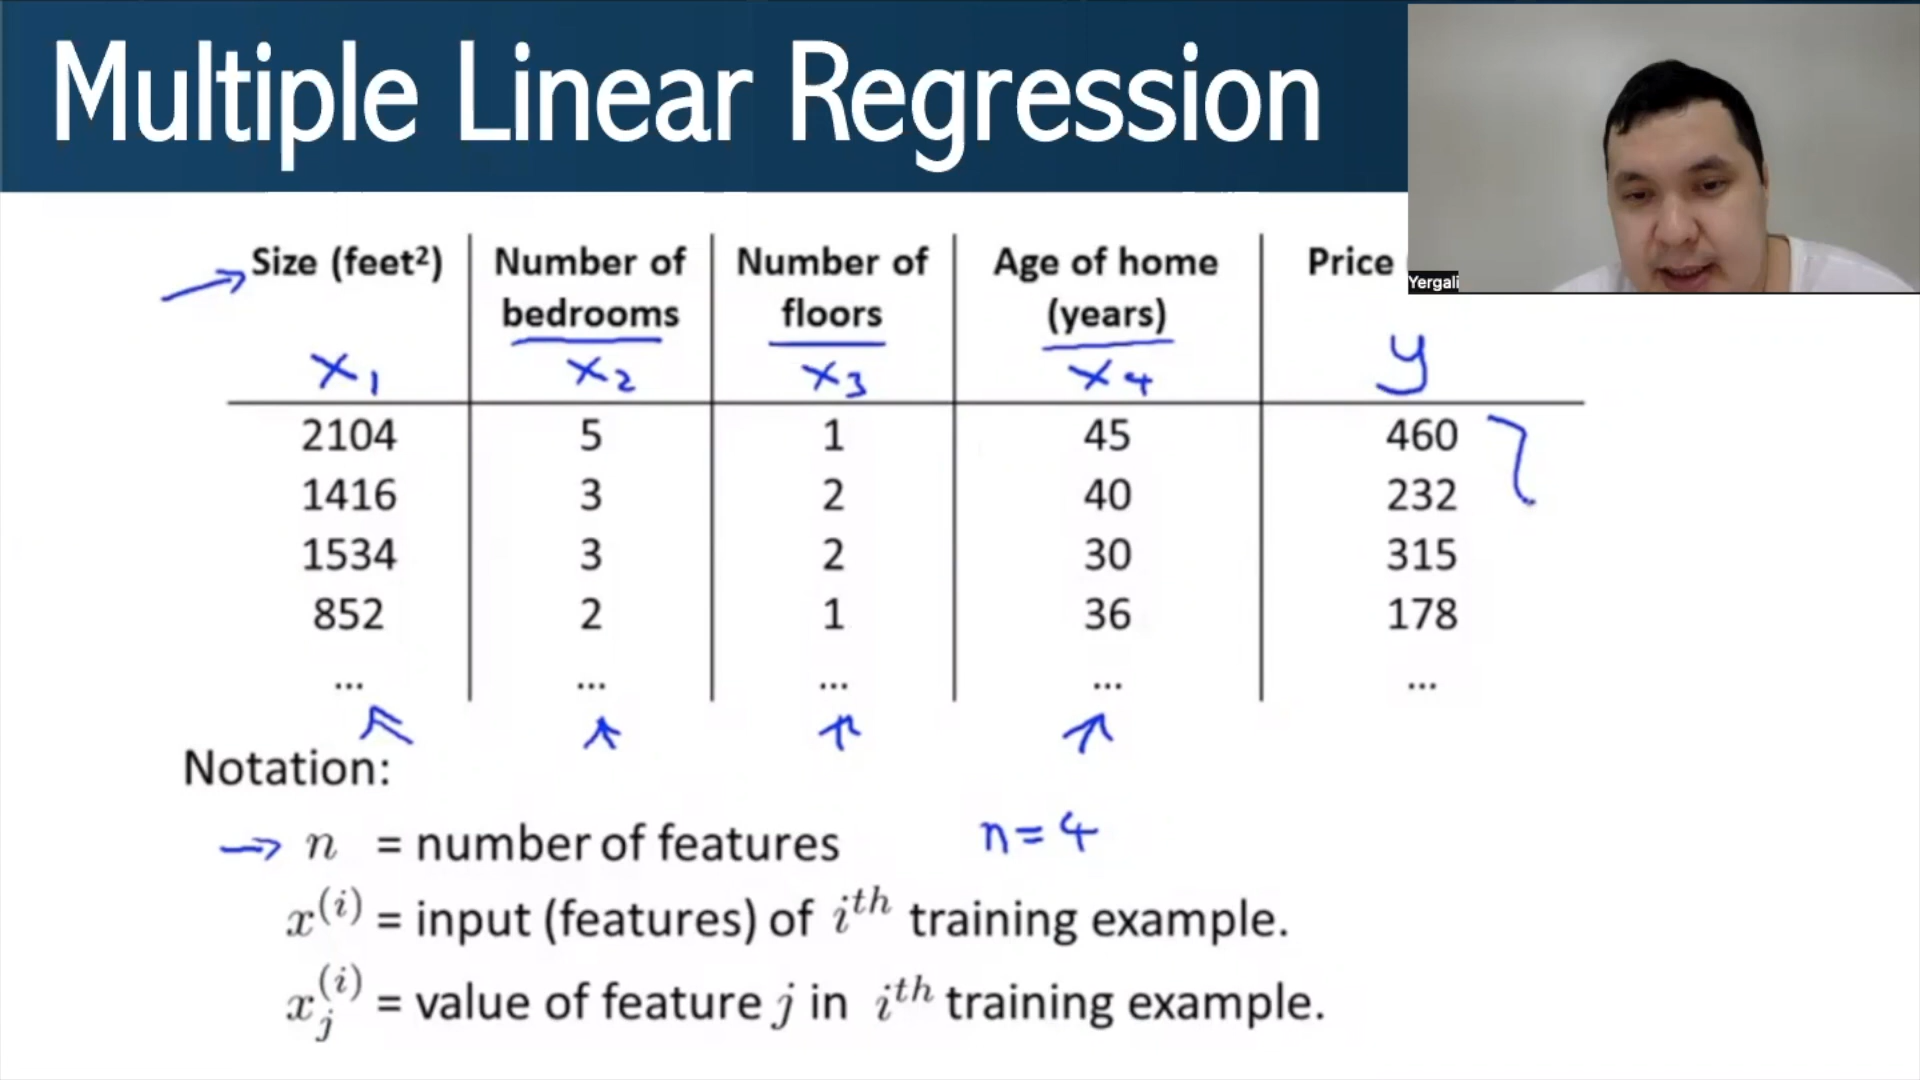 Multiple Linear Regression
Yergali
Size (feet²) Number of bedrooms Number of floors Age of home (years) Price
x₁ x₂ x₃ x₄ y
2104 5 1 45 460
1416 3 2 40 232
1534 3 2 30 315
852 2 1 36 178
... ... ... ... ...
Notation:
n = number of features n=4
x^(i) = input (features) of i^th training example.
x_j^(i) = value of feature j in i^th training example.